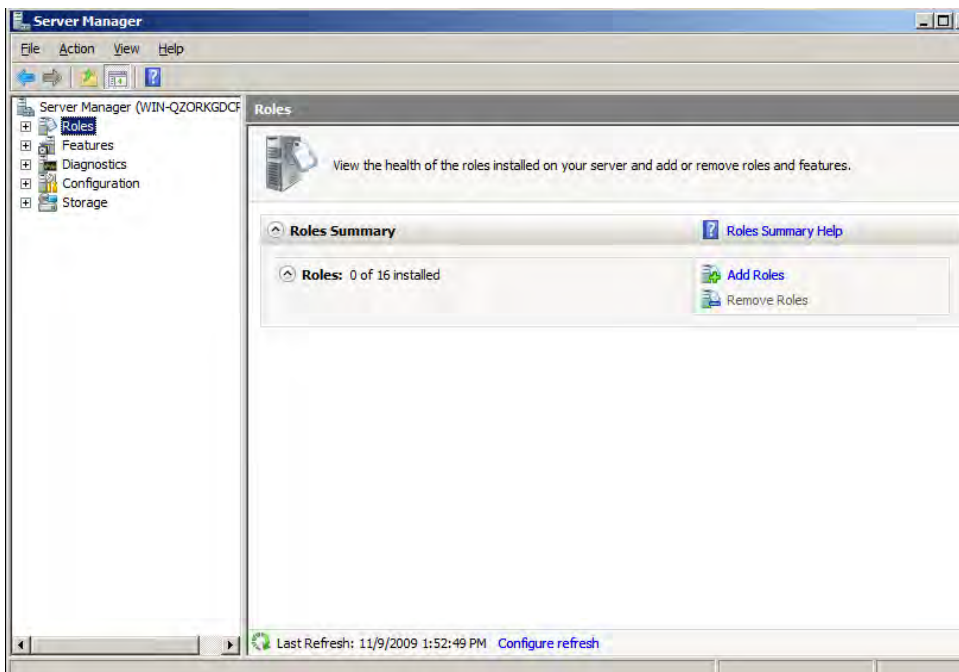 Server Manager
File Action View Help
Server Manager (WIN-QZORKGDCF
Roles
Features
Diagnostics
Configuration
Storage
Roles
View the health of the roles installed on your server and add or remove roles and features.
Roles Summary
Roles Summary Help
Roles: 0 of 16 installed
Add Roles
Remove Roles
Last Refresh: 11/9/2009 1:52:49 PM Configure refresh